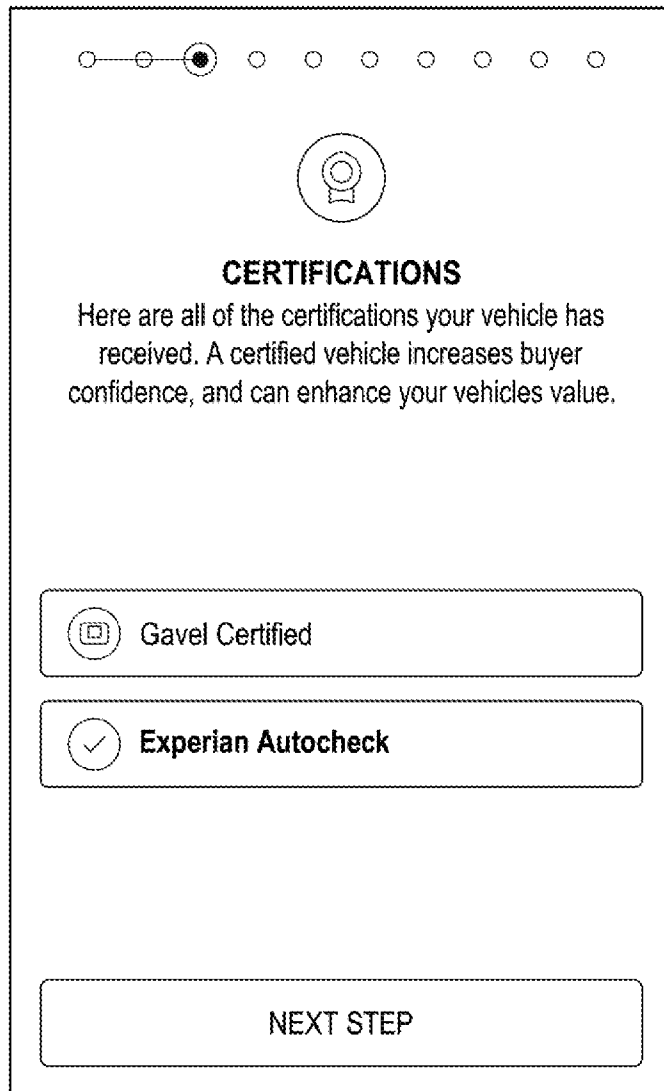 CERTIFICATIONS
Here are all of the certifications your vehicle has
received. A certified vehicle increases buyer
confidence, and can enhance your vehicles value.
Gavel Certified
Experian Autocheck
NEXT STEP